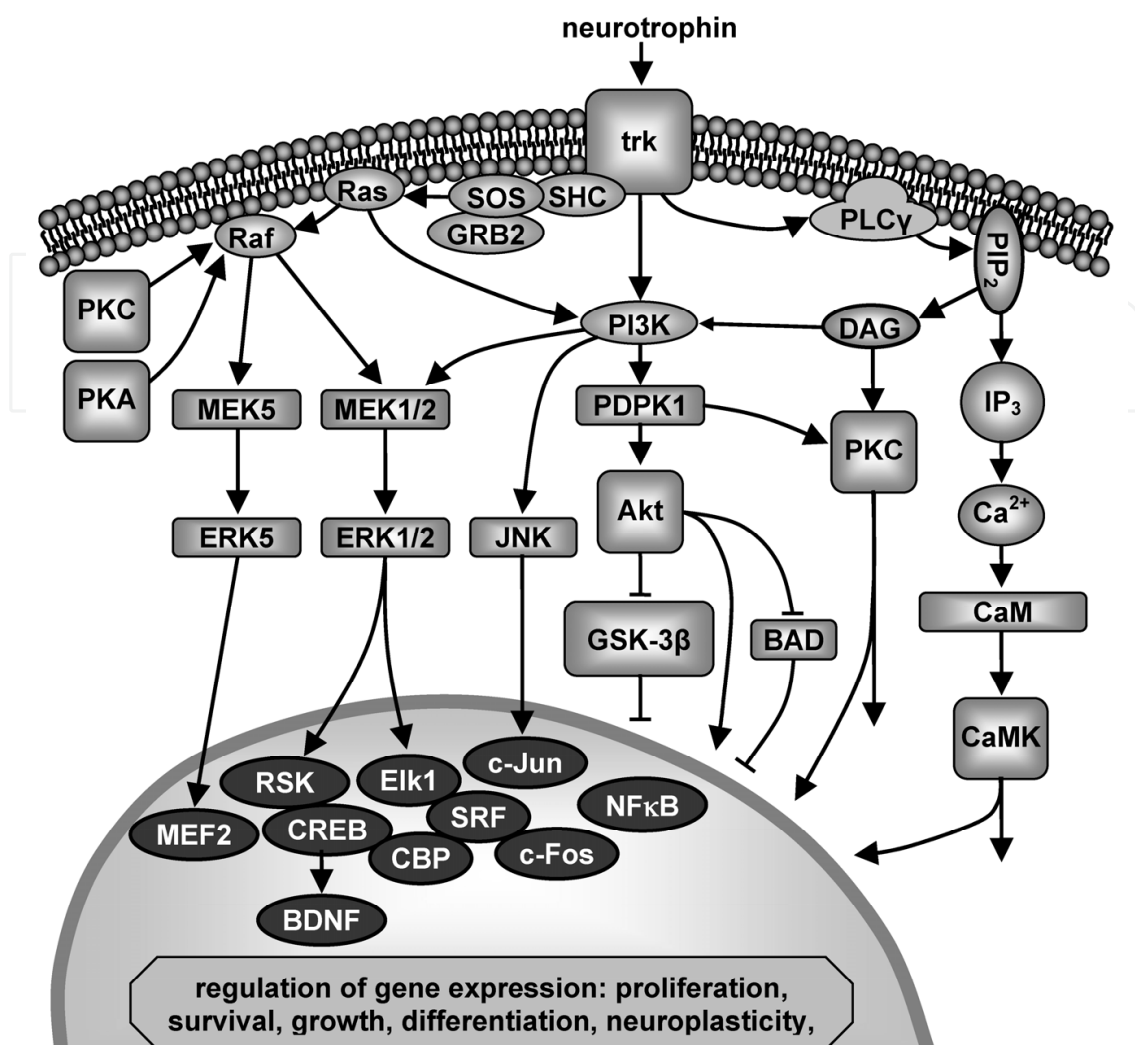 neurotrophin
trk
Ras
SOS
SHC
GRB2
PLCγ
PIP₂
Raf
PKC
PKA
PI3K
DAG
MEK5
MEK1/2
PDPK1
PKC
IP₃
ERK5
ERK1/2
JNK
Akt
Ca²⁺
GSK-3β
BAD
CaM
CaMK
RSK
Elk1
c-Jun
NFκB
MEF2
CREB
SRF
CBP
c-Fos
BDNF
regulation of gene expression: proliferation,
survival, growth, differentiation, neuroplasticity,